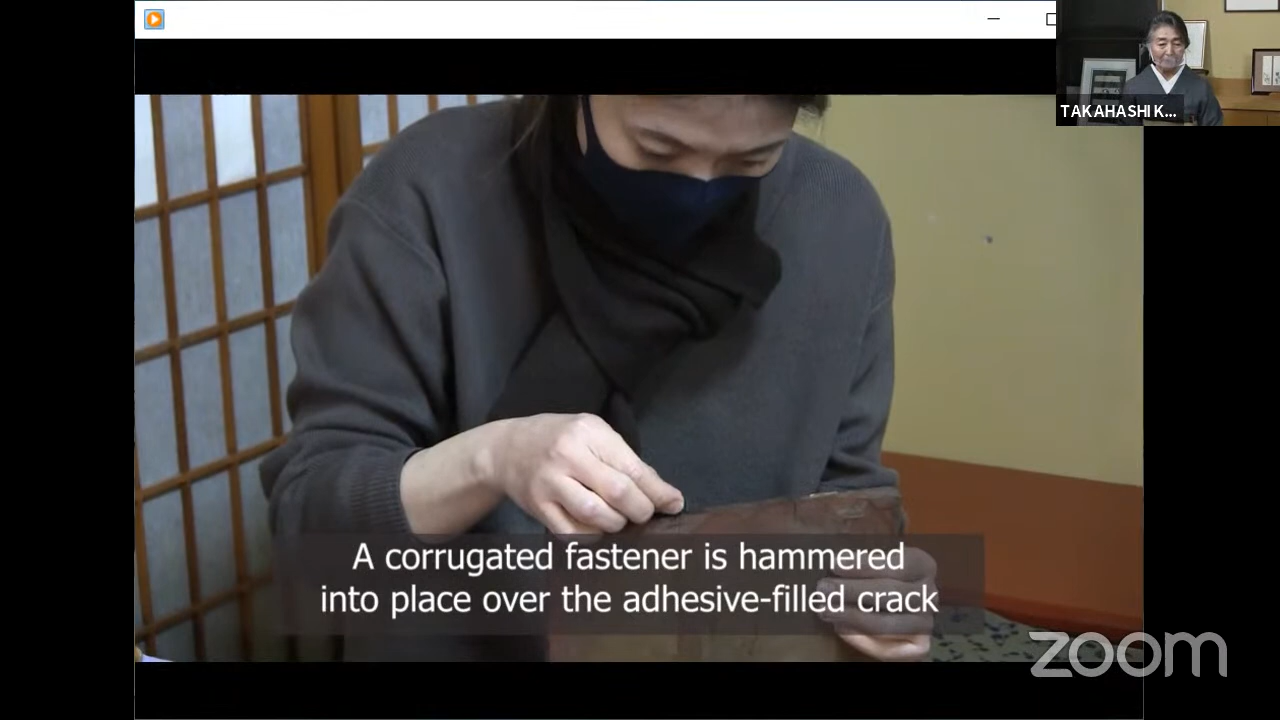 TAKAHASHI K...
A corrugated fastener is hammered
into place over the adhesive-filled crack
zoom